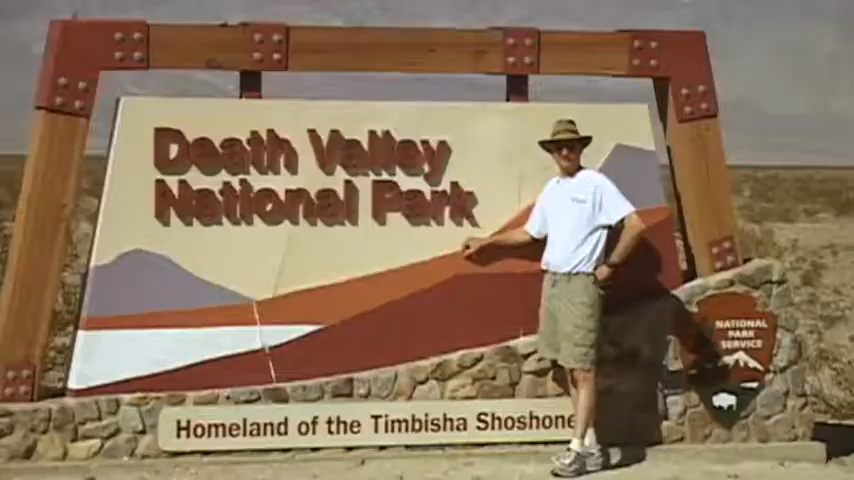 Death Valley
National Park
Homeland of the Timbisha Shoshone
NATIONAL
PARK
SERVICE